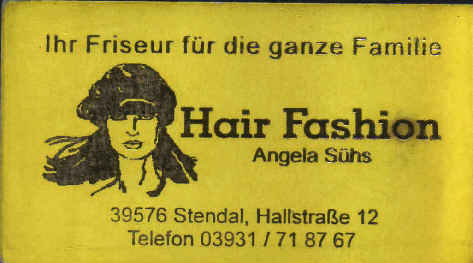 Ihr Friseur für die ganze Familie
Hair Fashion
Angela Sühs
39576 Stendal, Hallstraße 12
Telefon 03931 / 71 87 67